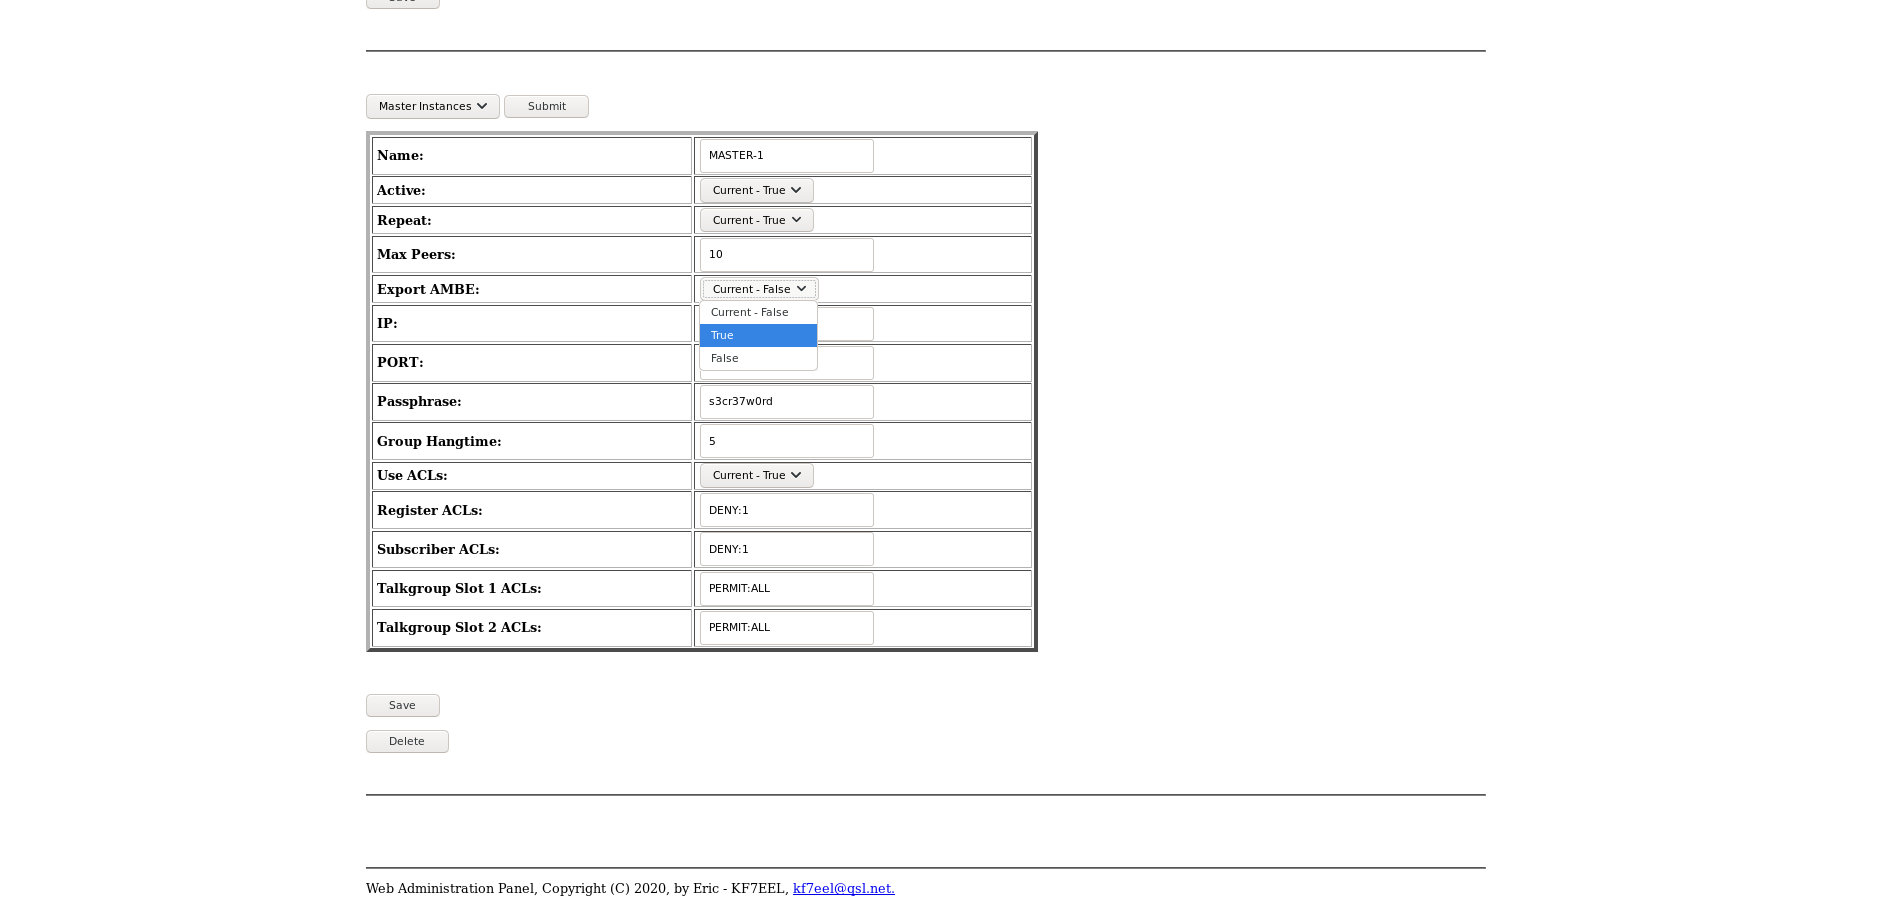 Master Instances Submit
Name: MASTER-1
Active: Current - True
Repeat: Current - True
Max Peers: 10
Export AMBE: Current - False
Current - False
IP:
True
False
PORT:
Passphrase: s3cr37w0rd
Group Hangtime: 5
Use ACLs: Current - True
Register ACLs: DENY:1
Subscriber ACLs: DENY:1
Talkgroup Slot 1 ACLs: PERMIT:ALL
Talkgroup Slot 2 ACLs: PERMIT:ALL
Save
Delete
Web Administration Panel, Copyright (C) 2020, by Eric - KF7EEL, kf7eel@qsl.net.